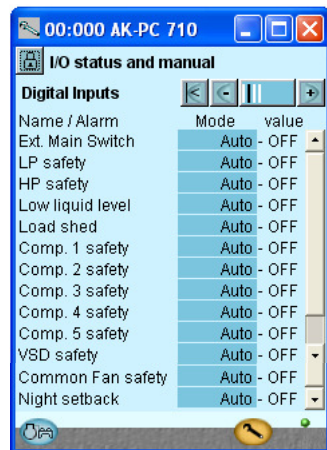 00:000 AK-PC 710
I/O status and manual
Digital Inputs
Name / Alarm Mode value
Ext. Main Switch Auto - OFF
LP safety Auto - OFF
HP safety Auto - OFF
Low liquid level Auto - OFF
Load shed Auto - OFF
Comp. 1 safety Auto - OFF
Comp. 2 safety Auto - OFF
Comp. 3 safety Auto - OFF
Comp. 4 safety Auto - OFF
Comp. 5 safety Auto - OFF
VSD safety Auto - OFF
Common Fan safety Auto - OFF
Night setback Auto - OFF